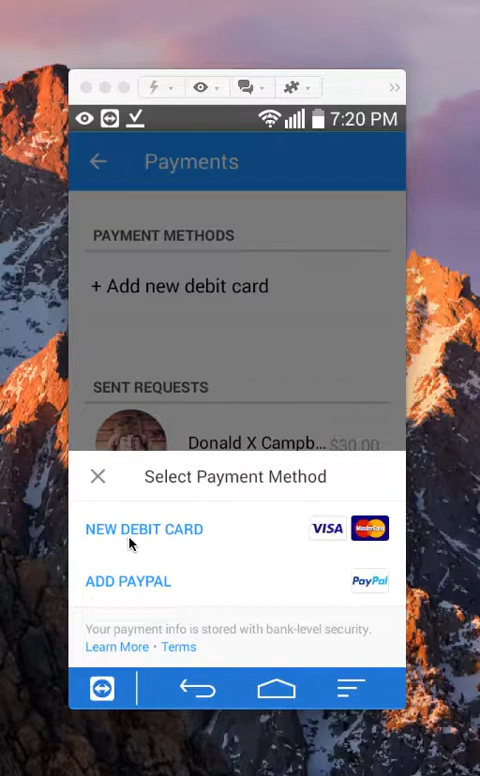 7:20 PM
Payments
PAYMENT METHODS
+ Add new debit card
SENT REQUESTS
Donald X Campb... $30.00
Select Payment Method
NEW DEBIT CARD VISA MasterCard
ADD PAYPAL PayPal
Your payment info is stored with bank-level security.
Learn More • Terms